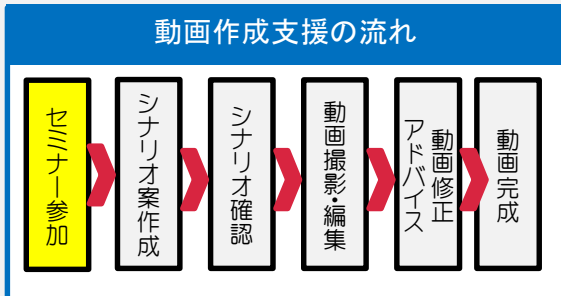 動画作成支援の流れ
セミナー参加
シナリオ案作成
シナリオ確認
動画撮影・編集
動画修正
アドバイス
動画完成